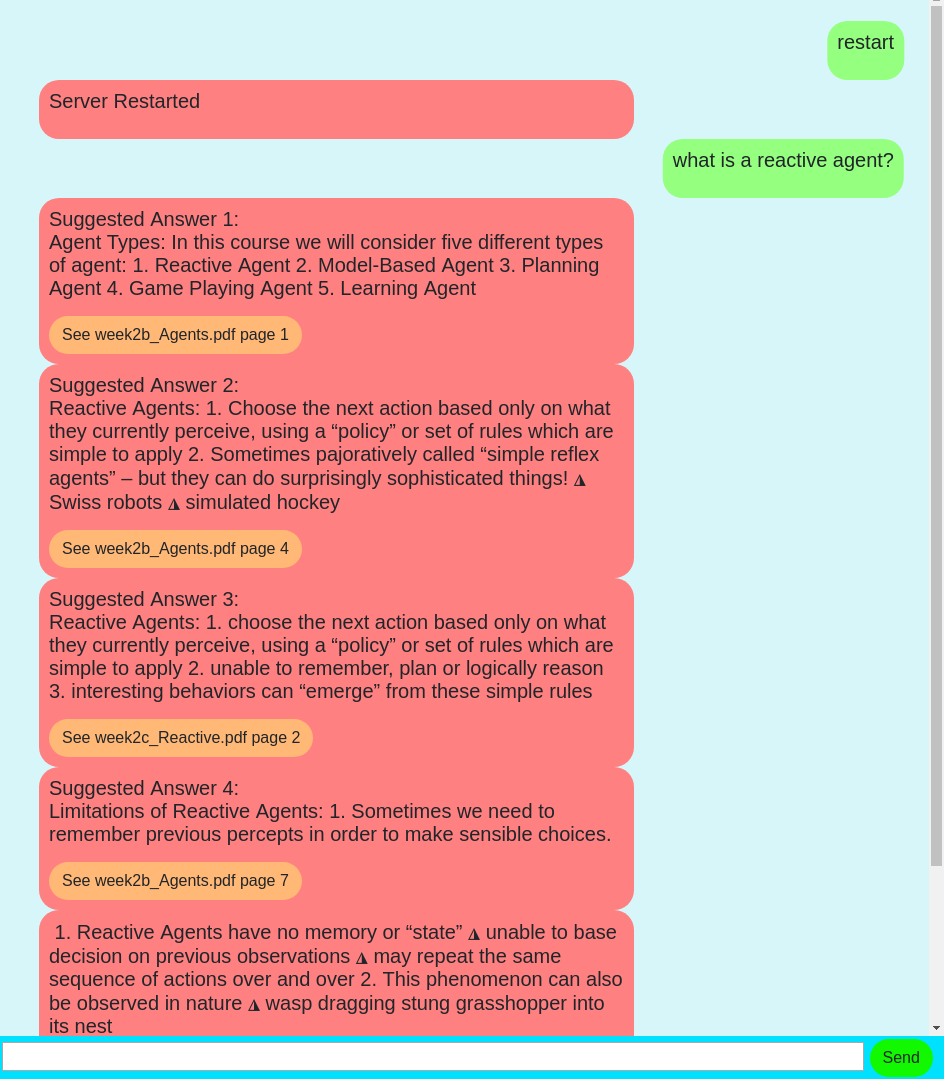 restart
Server Restarted
what is a reactive agent?
Suggested Answer 1:
Agent Types: In this course we will consider five different types
of agent: 1. Reactive Agent 2. Model-Based Agent 3. Planning
Agent 4. Game Playing Agent 5. Learning Agent
See week2b_Agents.pdf page 1
Suggested Answer 2:
Reactive Agents: 1. Choose the next action based only on what
they currently perceive, using a “policy” or set of rules which are
simple to apply 2. Sometimes pajoratively called “simple reflex
agents” – but they can do surprisingly sophisticated things! ◮
Swiss robots ◮ simulated hockey
See week2b_Agents.pdf page 4
Suggested Answer 3:
Reactive Agents: 1. choose the next action based only on what
they currently perceive, using a “policy” or set of rules which are
simple to apply 2. unable to remember, plan or logically reason
3. interesting behaviors can “emerge” from these simple rules
See week2c_Reactive.pdf page 2
Suggested Answer 4:
Limitations of Reactive Agents: 1. Sometimes we need to
remember previous percepts in order to make sensible choices.
See week2b_Agents.pdf page 7
1. Reactive Agents have no memory or “state” ◮ unable to base
decision on previous observations ◮ may repeat the same
sequence of actions over and over 2. This phenomenon can also
be observed in nature ◮ wasp dragging stung grasshopper into
its nest
Send